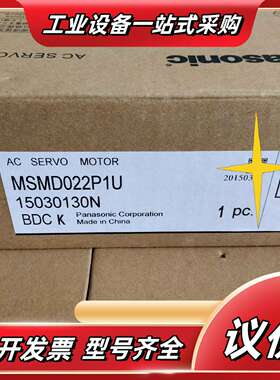 工业设备一站式采购
AC SERVO
asonic
AC SERVO MOTOR
MSMD022P1U
15030130N
BDC K
Panasonic Corporation
Made in China
201503
1 pc.
开发票 型号齐全
议价